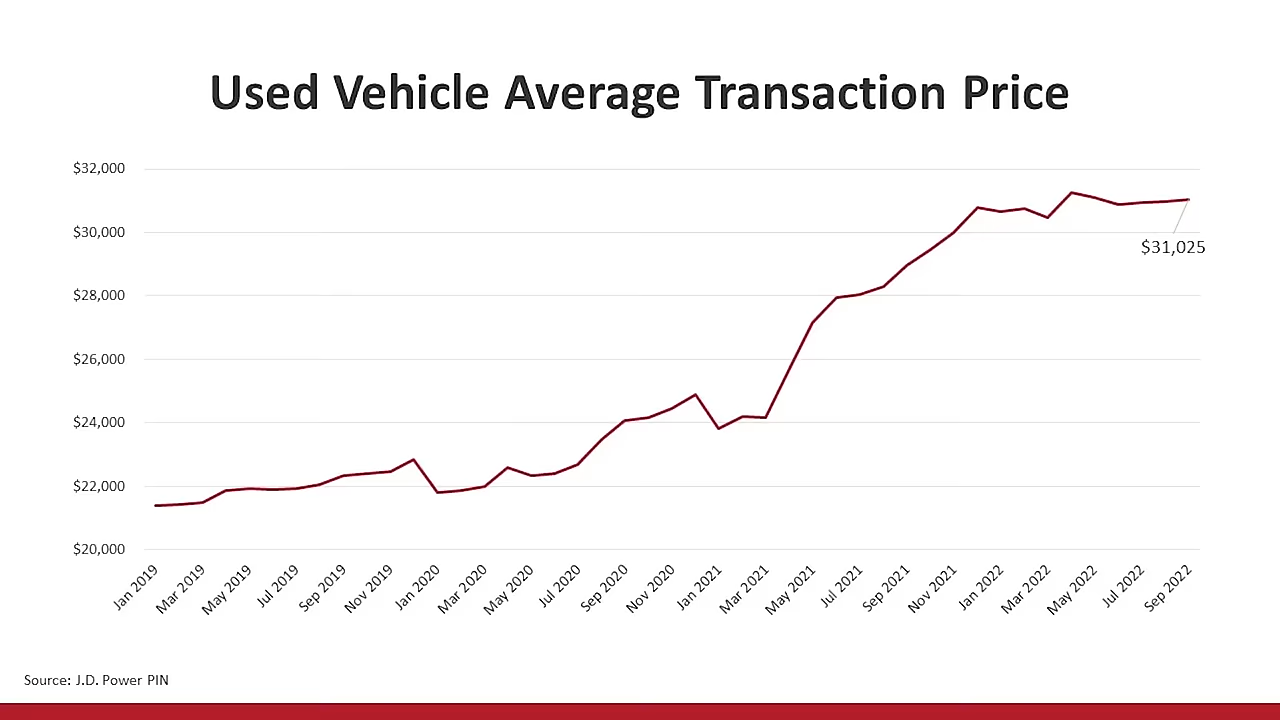 Used Vehicle Average Transaction Price
$32,000
$30,000
$31,025
$28,000
$26,000
$24,000
$22,000
$20,000
Jan 2019
Mar 2019
May 2019
Jul 2019
Sep 2019
Nov 2019
Jan 2020
Mar 2020
May 2020
Jul 2020
Sep 2020
Nov 2020
Jan 2021
Mar 2021
May 2021
Jul 2021
Sep 2021
Nov 2021
Jan 2022
Mar 2022
May 2022
Jul 2022
Sep 2022
Source: J.D. Power PIN